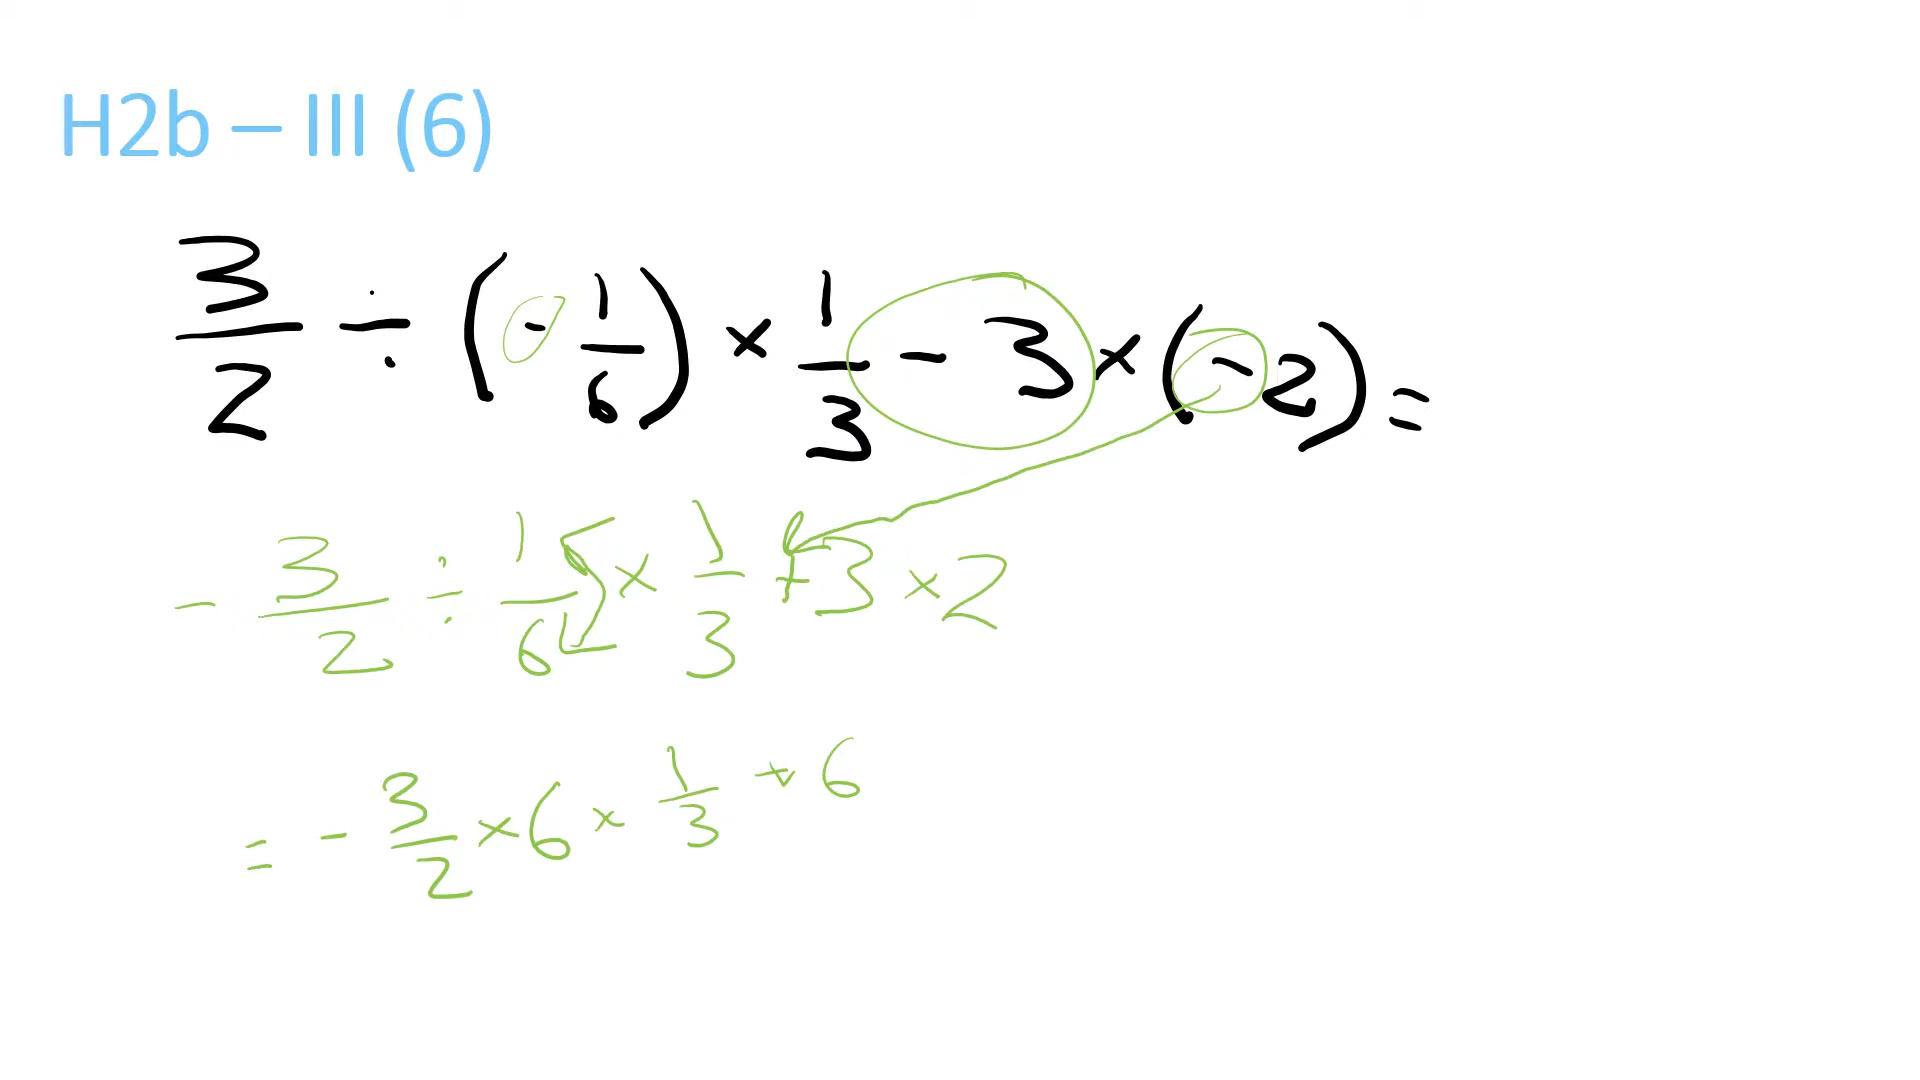 H2b – III (6)
3/2 ÷ (-1/6) × 1/3 - 3 × (-2) =
- 3/2 ÷ 1/6 × 1/3 + 3 × 2
= - 3/2 × 6 × 1/3 + 6